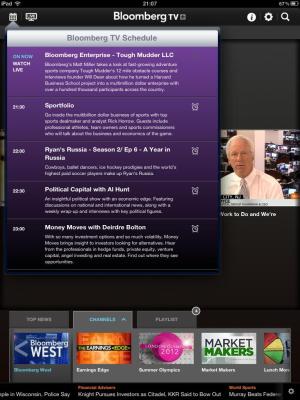 iPad
21:07
87%
Bloomberg TV
Bloomberg TV Schedule
ON NOW
WATCH
LIVE
Bloomberg Enterprise - Tough Mudder LLC
Bloomberg's Matt Miller takes a look at fast-growing adventure
sports company Tough Mudder's 12 mile obstacle courses and
interviews founder Will Dean about how he turned a Harvard
Business School project into a multimillion dollar enterprise with
over a hundred thousand participants across the country.
21:30
Sportfolio
Go inside the multimillion dollar business of sports with top
sports dealmaker and analyst Rick Horrow. Guests include
professional athletes, team owners and sports commissioners
who will talk about the business and economics of the game.
22:00
Ryan's Russia - Season 2/ Ep 6 - A Year in
Russia
Cowboys, ballet dancers, ice hockey prodigies and the world's
highest paid soccer players make up Ryan's Russia.
22:30
Political Capital with Al Hunt
An insightful political show with an economic edge. Featuring
discussions on national and international news, along with a
weekly wrap-up and interviews with key political figures.
23:00
Money Moves with Deirdre Bolton
With so many investment options and so much volatility, Money
Moves brings insight to investors looking for alternatives. Hear
from the professionals in hedge funds, private equity, venture
capital, angel investing and real estate. Find out where they see
opportunities.
Work to Do and We're
TOP NEWS
CHANNELS
PLAYLIST
Bloomberg
WEST
THE EARNINGS EDGE
LONDON OLYMPICS
2012
MARKET
MAKERS
Bloomberg West
Earnings Edge
Summer Olympics
Market Makers
Lunch
Financial Advisers
World Sports
ple in Wisconsin, Police Say
Knight Pursues Investors or Citadel, KKR Said to Bow Out
Murray Beats Federer